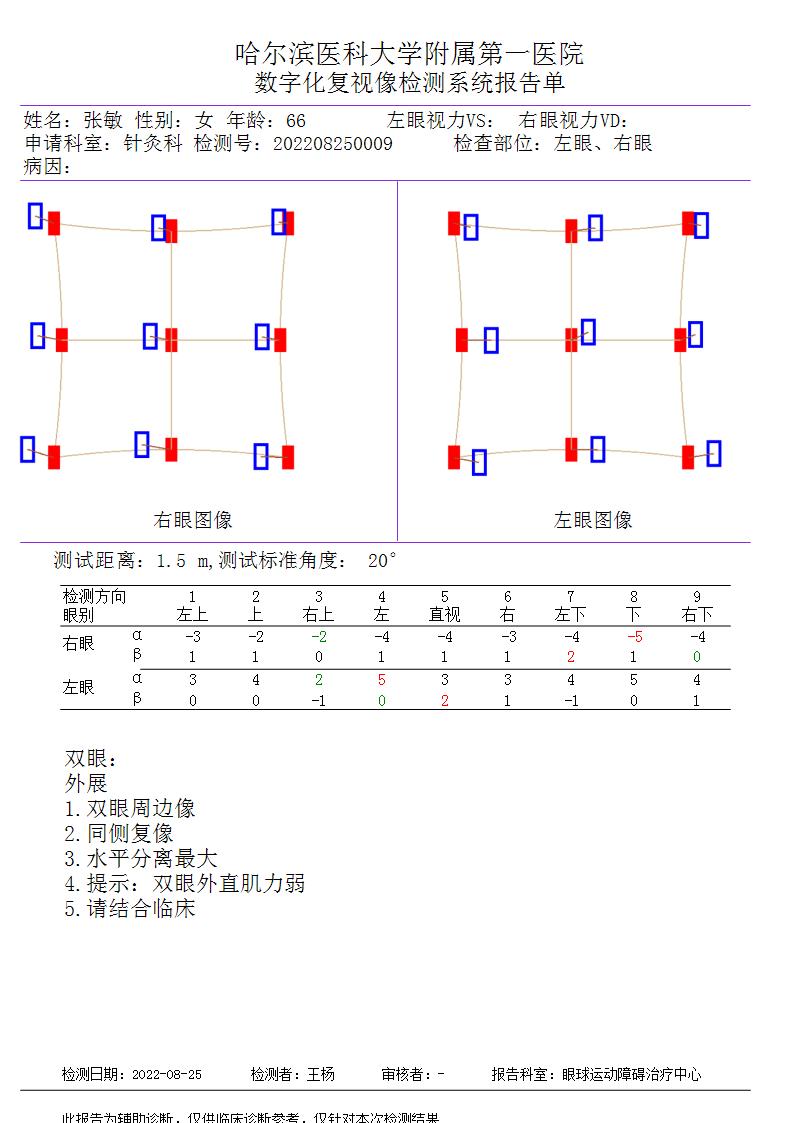 哈尔滨医科大学附属第一医院
数字化复视像检测系统报告单
姓名: 张敏 性别: 女 年龄: 66 左眼视力VS: 右眼视力VD:
申请科室: 针灸科 检测号: 202208250009 检查部位: 左眼、右眼
病因:
右眼图像 左眼图像
测试距离: 1.5 m,测试标准角度: 20°
检测方向 1 2 3 4 5 6 7 8 9
眼别 左上 上 右上 左 直视 右 左下 下 右下
右眼 α -3 -2 -2 -4 -4 -3 -4 -5 -4
β 1 1 0 1 1 1 2 1 0
左眼 α 3 4 2 5 3 3 4 5 4
β 0 0 -1 0 2 1 -1 0 1
双眼:
外展
1.双眼周边像
2.同侧复像
3.水平分离最大
4.提示: 双眼外直肌力弱
5.请结合临床
检测日期: 2022-08-25 检测者: 王杨 审核者: - 报告科室: 眼球运动障碍治疗中心
此报告为辅助诊断, 仅供临床诊断参考, 仅针对本次检测结果